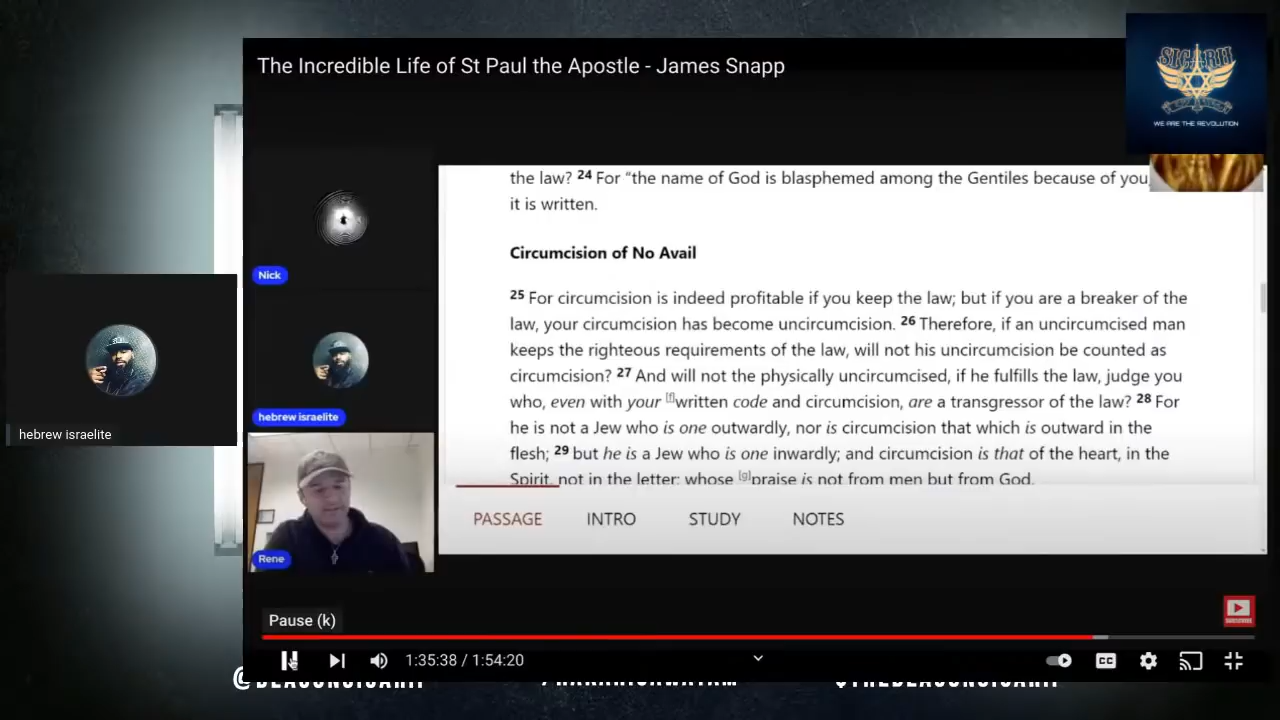 The Incredible Life of St Paul the Apostle - James Snapp
SICARII
WE ARE THE REVOLUTION
the law? 24 For “the name of God is blasphemed among the Gentiles because of you,
it is written.
Circumcision of No Avail
25 For circumcision is indeed profitable if you keep the law; but if you are a breaker of the
law, your circumcision has become uncircumcision. 26 Therefore, if an uncircumcised man
keeps the righteous requirements of the law, will not his uncircumcision be counted as
circumcision? 27 And will not the physically uncircumcised, if he fulfills the law, judge you
who, even with your [f]written code and circumcision, are a transgressor of the law? 28 For
he is not a Jew who is one outwardly, nor is circumcision that which is outward in the
flesh; 29 but he is a Jew who is one inwardly; and circumcision is that of the heart, in the
Spirit, not in the letter; whose [g]praise is not from men but from God.
PASSAGE INTRO STUDY NOTES
Nick
hebrew israelite
Rene
hebrew israelite
Pause (k)
1:35:38 / 1:54:20
CC